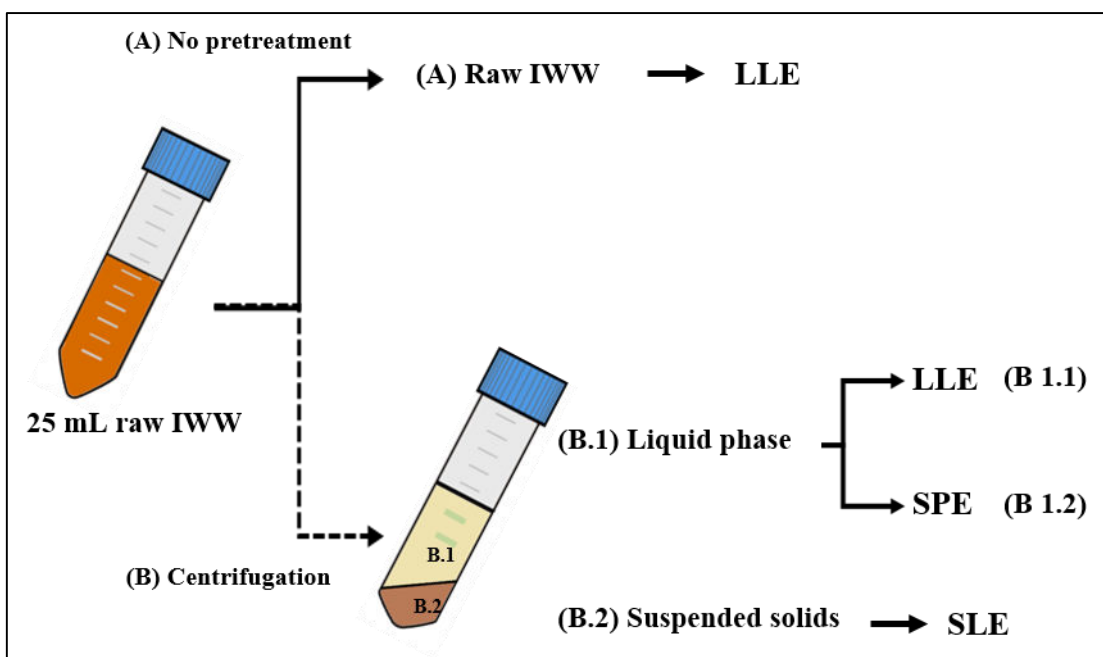 (A) No pretreatment
(A) Raw IWW
LLE
25 mL raw IWW
LLE (B 1.1)
(B.1) Liquid phase
SPE (B 1.2)
B.1
(B) Centrifugation
B.2
(B.2) Suspended solids
SLE